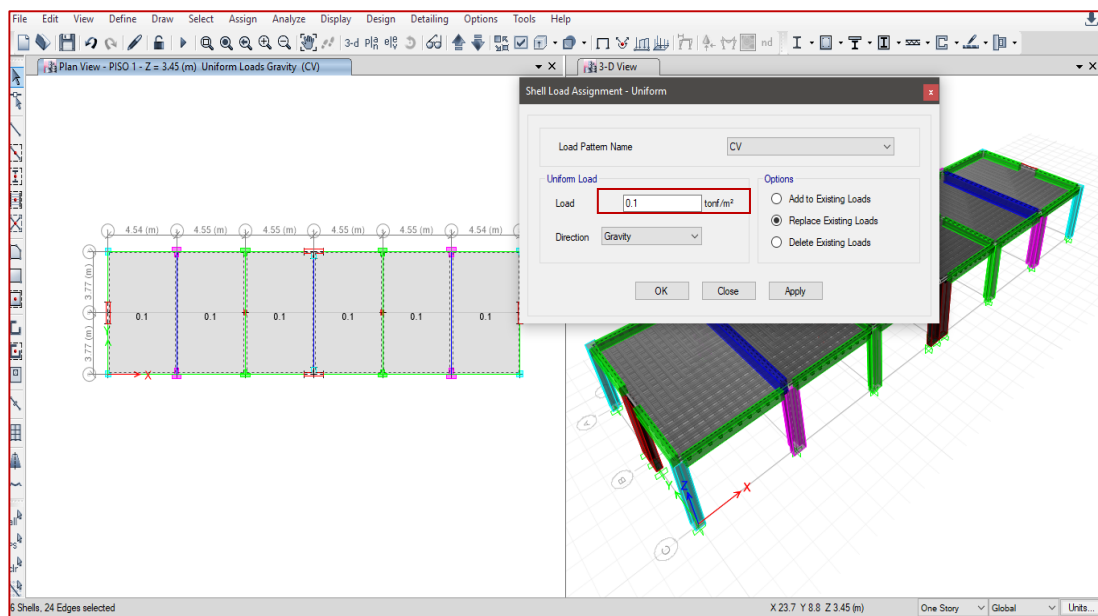 File Edit View Define Draw Select Assign Analyze Display Design Detailing Options Tools Help
3-d
nd
Plan View - PISO 1 - Z = 3.45 (m) Uniform Loads Gravity (CV)
3-D View
Shell Load Assignment - Uniform
Load Pattern Name CV
Uniform Load
Load 0.1 tonf/m²
Direction Gravity
Options
Add to Existing Loads
Replace Existing Loads
Delete Existing Loads
OK Close Apply
4.54 (m) 4.55 (m) 4.55 (m) 4.55 (m) 4.55 (m) 4.54 (m)
3.77 (m)
3.77 (m)
0.1 0.1 0.1 0.1 0.1 0.1
X
Y
B
C
Z
Y
X
all
clr
6 Shells, 24 Edges selected
X 23.7 Y 8.8 Z 3.45 (m)
One Story
Global
Units...